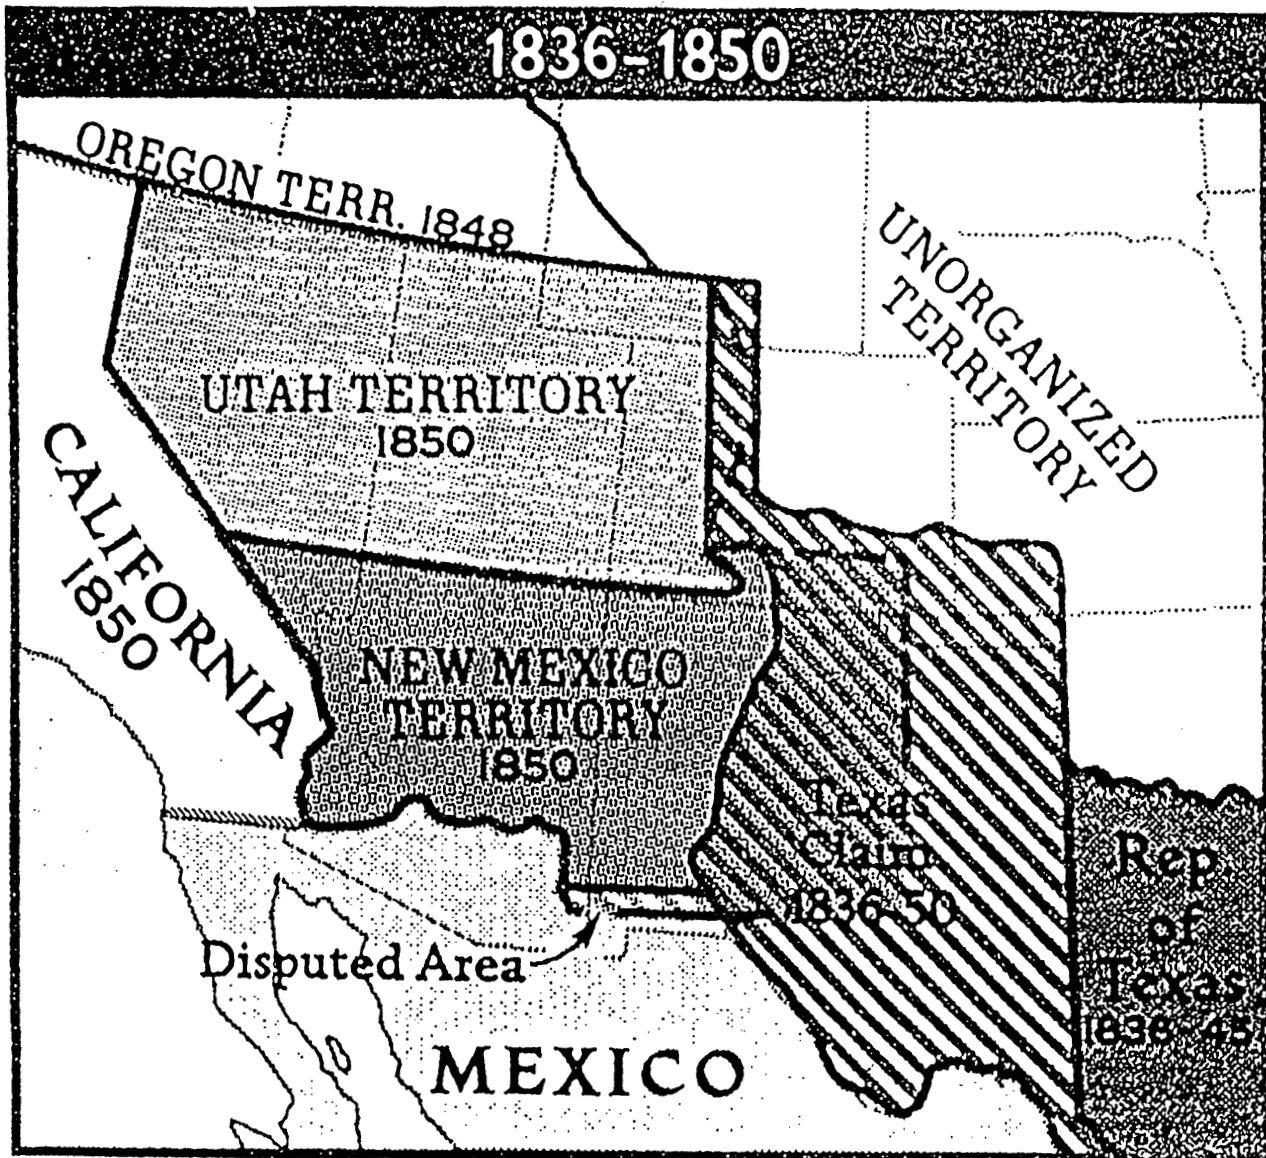 1836-1850
OREGON TERR. 1848
UNORGANIZED
TERRITORY
UTAH TERRITORY
1850
CALIFORNIA
1850
NEW MEXICO
TERRITORY
1850
Texas
Claim
1836-50
Rep.
of
Texas
1836-45
Disputed Area
MEXICO